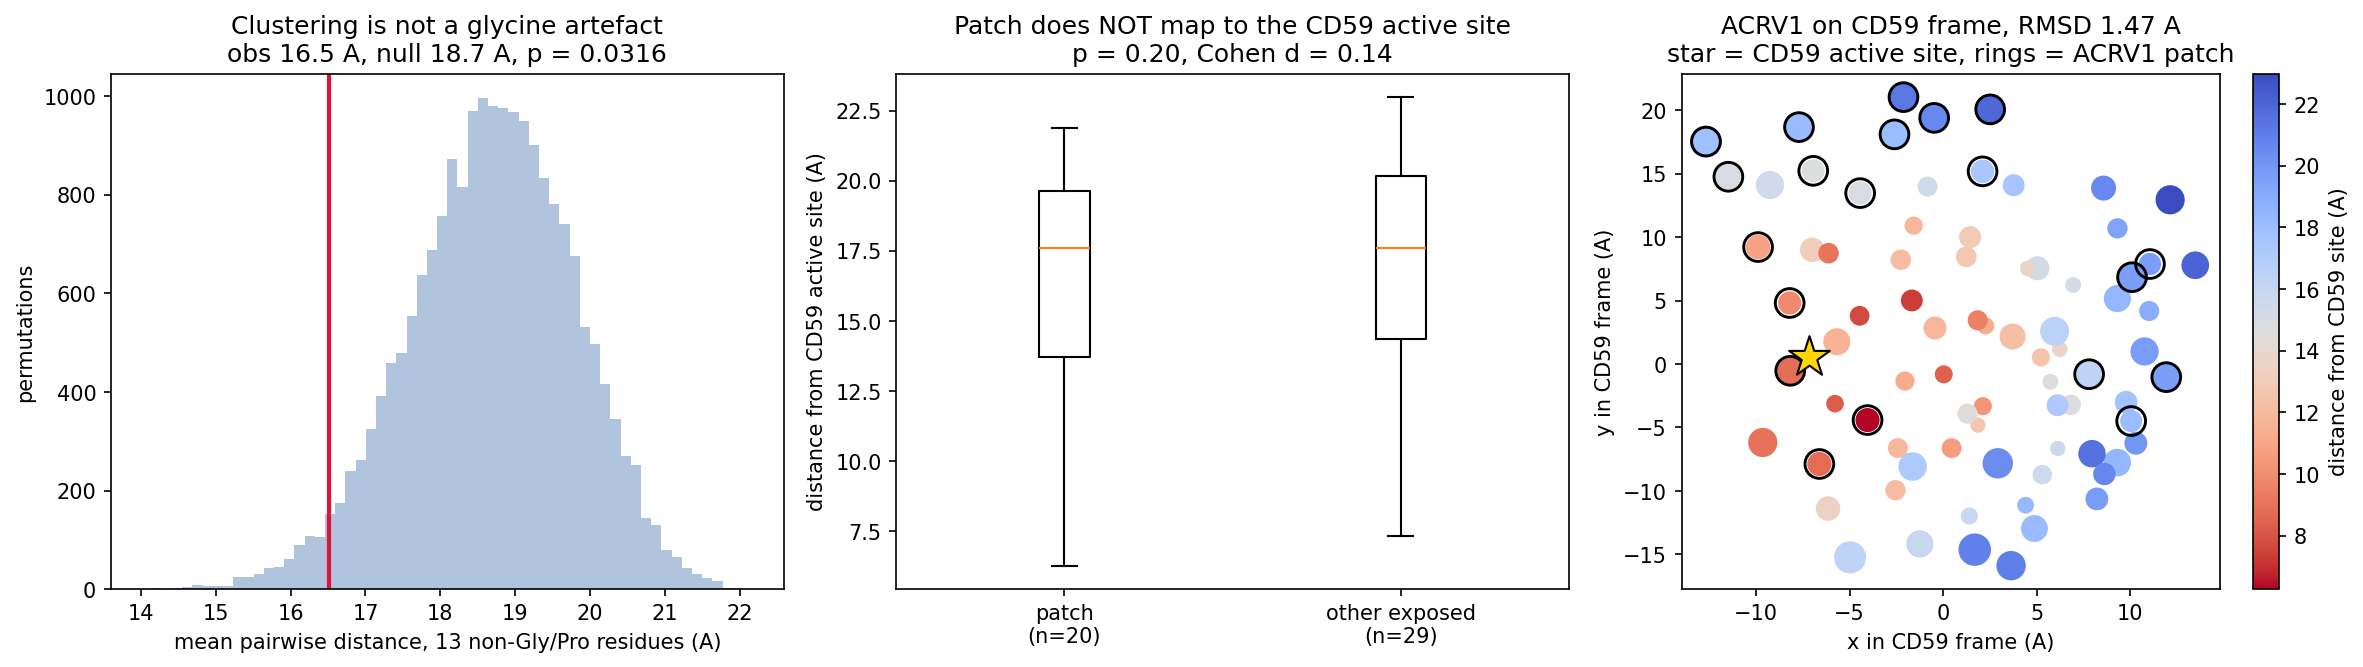 Clustering is not a glycine artefact
obs 16.5 A, null 18.7 A, p = 0.0316
1000
800
600
400
200
0
permutations
14 15 16 17 18 19 20 21 22
mean pairwise distance, 13 non-Gly/Pro residues (A)
Patch does NOT map to the CD59 active site
p = 0.20, Cohen d = 0.14
22.5
20.0
17.5
15.0
12.5
10.0
7.5
distance from CD59 active site (A)
patch
(n=20)
other exposed
(n=29)
ACRV1 on CD59 frame, RMSD 1.47 A
star = CD59 active site, rings = ACRV1 patch
20
15
10
5
0
−5
−10
−15
y in CD59 frame (A)
−10 −5 0 5 10
x in CD59 frame (A)
22
20
18
16
14
12
10
8
distance from CD59 site (A)